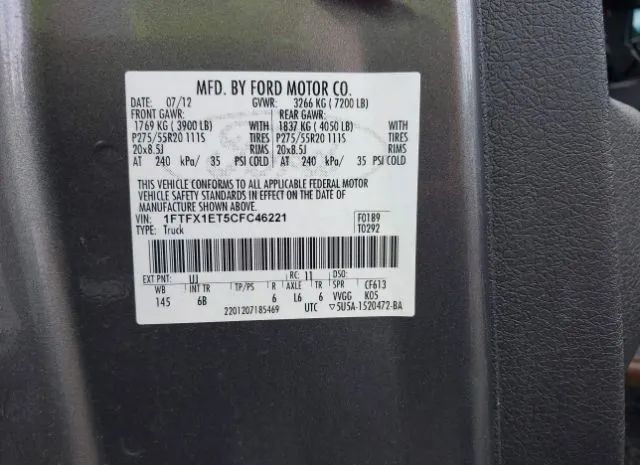 MFD. BY FORD MOTOR CO.
DATE: 07/12 GVWR: 3266 KG ( 7200 LB)
FRONT GAWR: REAR GAWR:
1769 KG ( 3900 LB) WITH 1837 KG ( 4050 LB) WITH
P275/55R20 111S TIRES P275/55R20 111S TIRES
20x8.5J RIMS 20x8.5J RIMS
AT 240 kPa/ 35 PSI COLD AT 240 kPa/ 35 PSI COLD
THIS VEHICLE CONFORMS TO ALL APPLICABLE FEDERAL MOTOR
VEHICLE SAFETY STANDARDS IN EFFECT ON THE DATE OF
MANUFACTURE SHOWN ABOVE.
VIN: 1FTFX1ET5CFC46221 F0189
TYPE: Truck T0292
EXT PNT: UJ RC: 11 DSO:
WB INT TR TP/PS R AXLE TR SPR CF613
145 6B 6 L6 6 VVGG K05
2201207185469 UTC ▽5U5A-1520472-BA